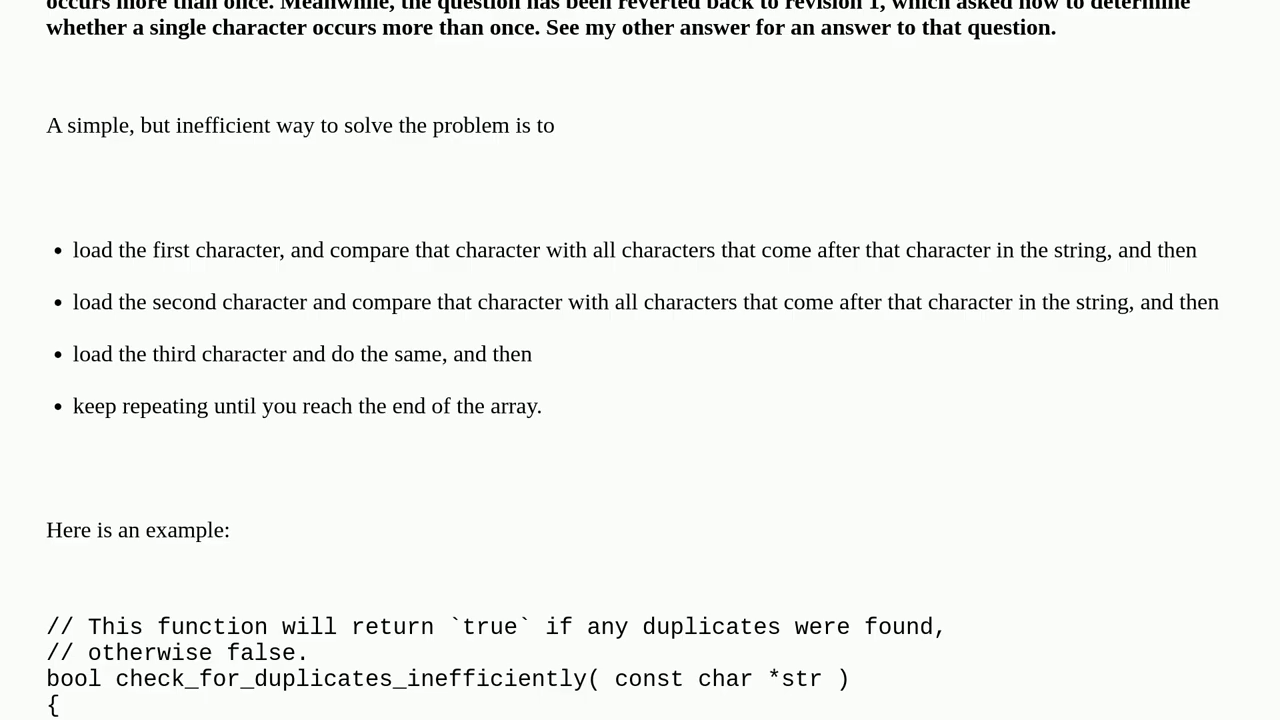 occurs more than once. Meanwhile, the question has been reverted back to revision 1, which asked how to determine
whether a single character occurs more than once. See my other answer for an answer to that question.
A simple, but inefficient way to solve the problem is to
• load the first character, and compare that character with all characters that come after that character in the string, and then
• load the second character and compare that character with all characters that come after that character in the string, and then
• load the third character and do the same, and then
• keep repeating until you reach the end of the array.
Here is an example:
// This function will return `true` if any duplicates were found,
// otherwise false.
bool check_for_duplicates_inefficiently( const char *str )
{